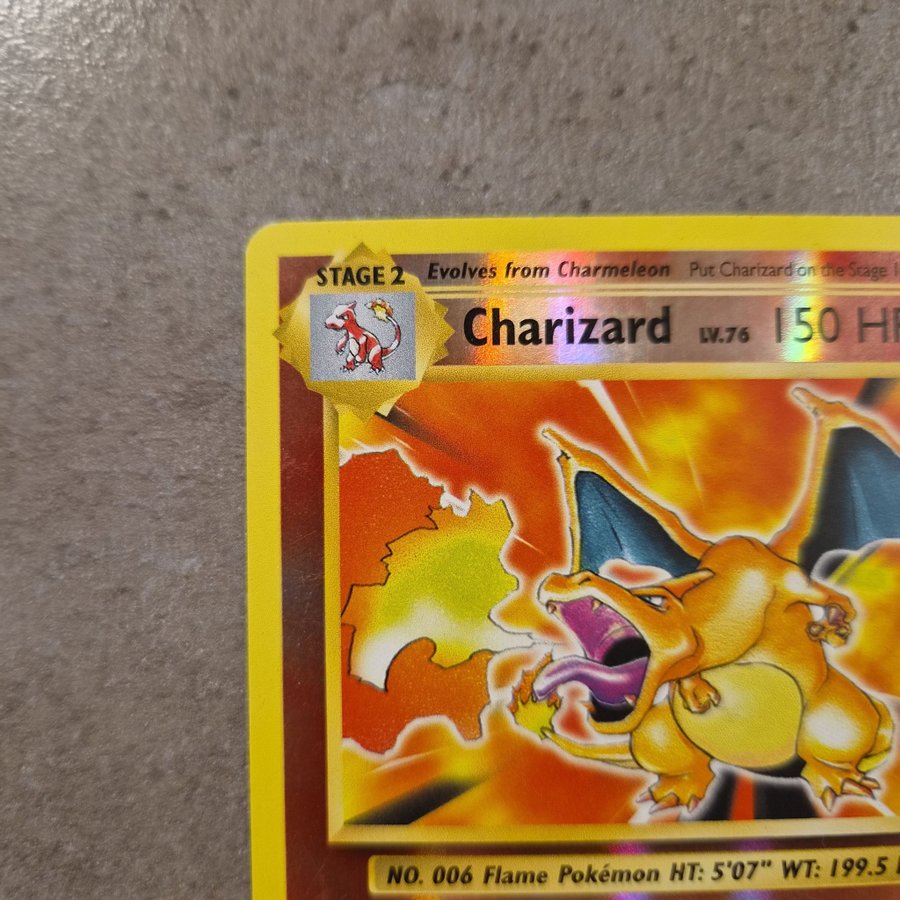 STAGE 2 Evolves from Charmeleon Put Charizard on the Stage 1
Charizard LV.76 150 HP
NO. 006 Flame Pokémon HT: 5'07" WT: 199.5